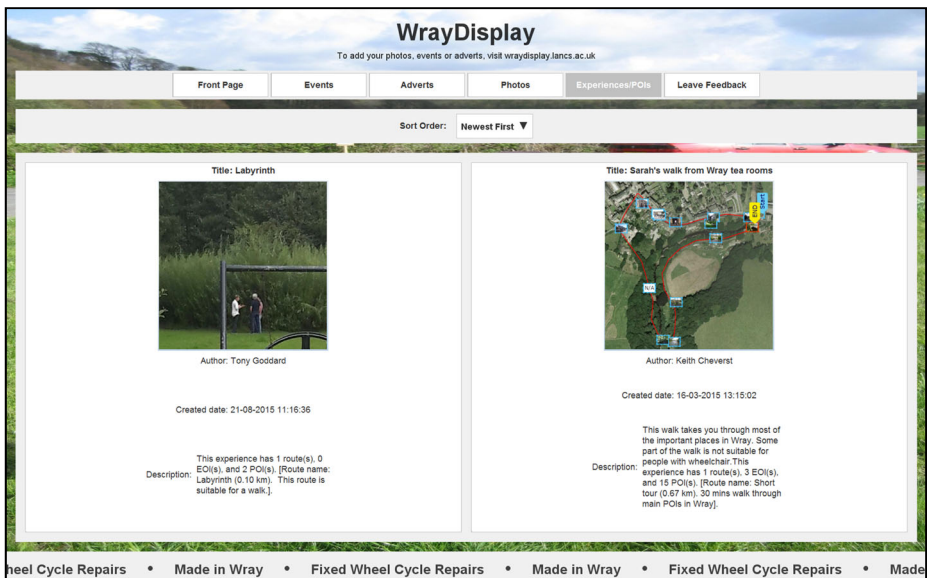 WrayDisplay
To add your photos, events or adverts, visit wraydisplay.lancs.ac.uk
Front Page
Events
Adverts
Photos
Experiences/POIs
Leave Feedback
Sort Order: Newest First ▼
Title: Labyrinth
Author: Tony Goddard
Created date: 21-08-2015 11:16:36
Description:
This experience has 1 route(s), 0
EOI(s), and 2 POI(s). [Route name:
Labyrinth (0.10 km).  This route is
suitable for a walk.].
Title: Sarah's walk from Wray tea rooms
Start
END
N/A
Author: Keith Cheverst
Created date: 16-03-2015 13:15:02
Description:
This walk takes you through most of
the important places in Wray. Some
part of the walk is not suitable for
people with wheelchair.This
experience has 1 route(s), 3 EOI(s),
and 15 POI(s). [Route name: Short
tour (0.67 km). 30 mins walk through
main POIs in Wray].
heel Cycle Repairs • Made in Wray • Fixed Wheel Cycle Repairs • Made in Wray • Fixed Wheel Cycle Repairs • Made